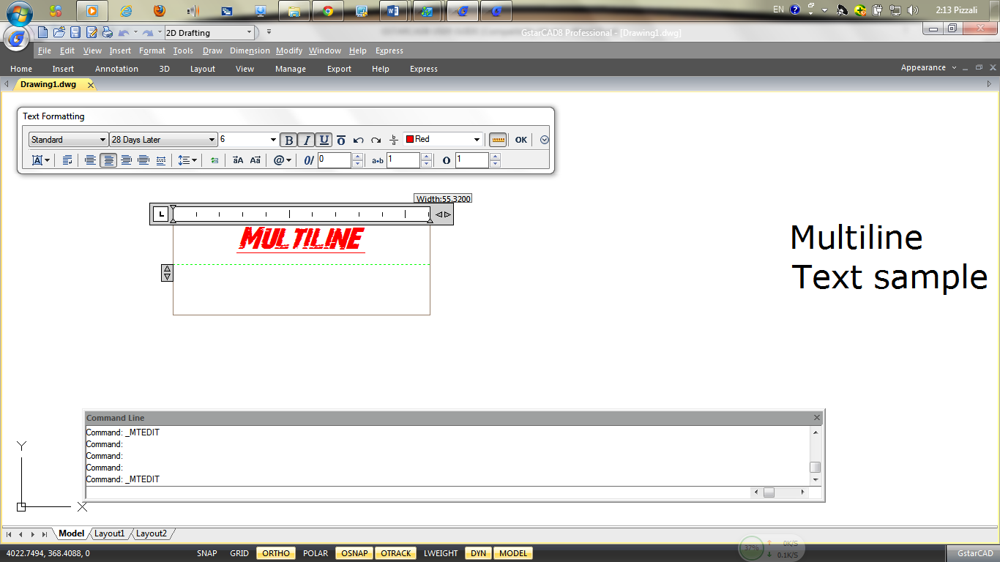 EN
2:13 Pizzali
2D Drafting
GstarCAD8 Professional - [Drawing1.dwg]
File Edit View Insert Format Tools Draw Dimension Modify Window Help Express
Home Insert Annotation 3D Layout View Manage Export Help Express
Appearance
Drawing1.dwg
Text Formatting
Standard 28 Days Later 6 B I U O b/a Red OK
A aA Aā @ 0/ 0 a+b 1 O 1
Width:55.3200
L
MULTILINE
Multiline
Text sample
Command Line
Command: _MTEDIT
Command:
Command:
Command:
Command: _MTEDIT
Y
X
Model Layout1 Layout2
4022.7494, 368.4088, 0 SNAP GRID ORTHO POLAR OSNAP OTRACK LWEIGHT DYN MODEL
37% 0K/S
0.1K/S
GstarCAD